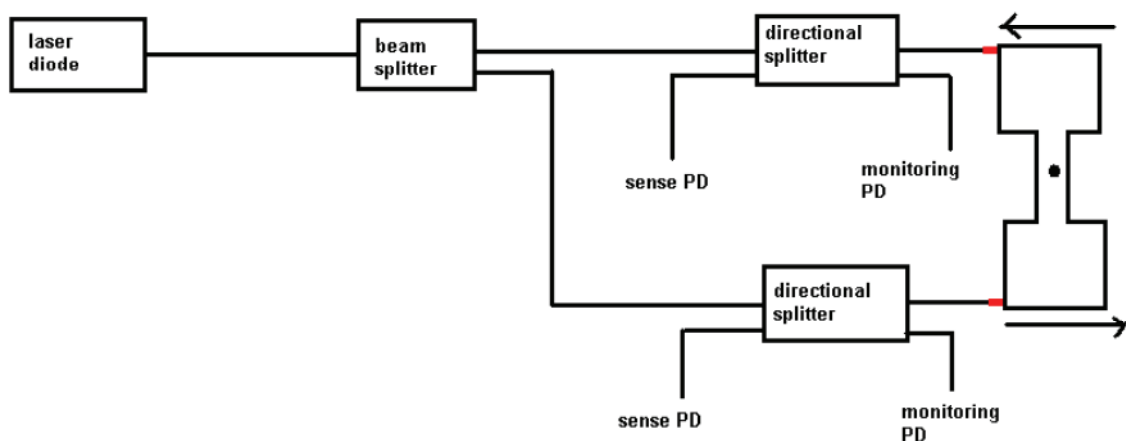 laser
diode
beam
splitter
directional
splitter
sense PD
monitoring
PD
directional
splitter
sense PD
monitoring
PD